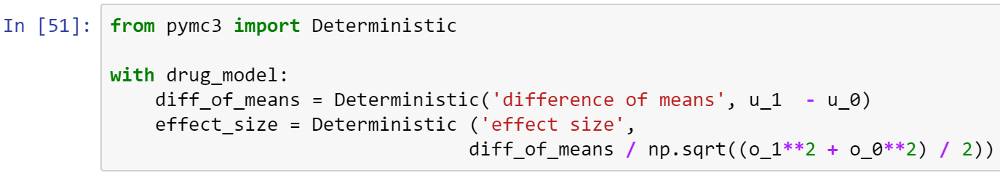 In [51]: from pymc3 import Deterministic
with drug_model:
diff_of_means = Deterministic('difference of means', u_1  - u_0)
effect_size = Deterministic ('effect size',
diff_of_means / np.sqrt((o_1**2 + o_0**2) / 2))